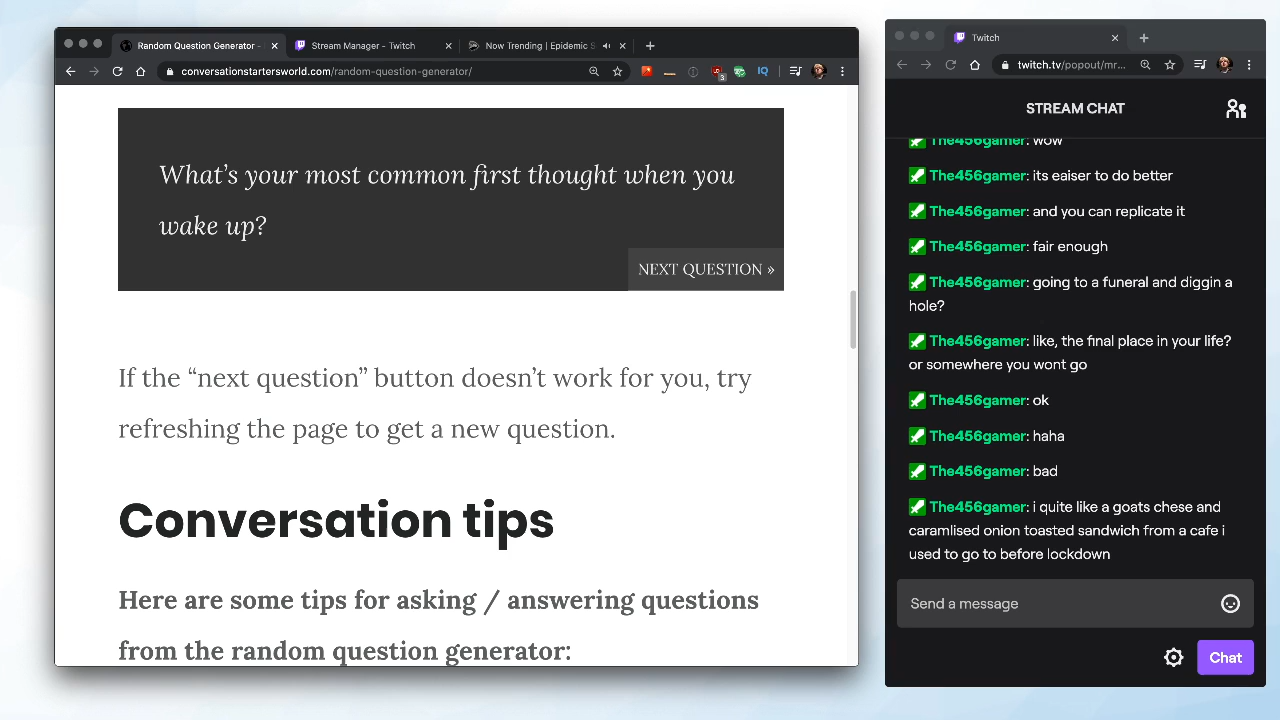 Random Question Generator -
Stream Manager - Twitch
Now Trending | Epidemic S
conversationstartersworld.com/random-question-generator/
3
IQ
What’s your most common first thought when you
wake up?
NEXT QUESTION »
If the “next question” button doesn’t work for you, try
refreshing the page to get a new question.
Conversation tips
Here are some tips for asking / answering questions
from the random question generator:
Twitch
twitch.tv/popout/mr...
STREAM CHAT
The456gamer: wow
The456gamer: its eaiser to do better
The456gamer: and you can replicate it
The456gamer: fair enough
The456gamer: going to a funeral and diggin a
hole?
The456gamer: like, the final place in your life?
or somewhere you wont go
The456gamer: ok
The456gamer: haha
The456gamer: bad
The456gamer: i quite like a goats chese and
caramlised onion toasted sandwich from a cafe i
used to go to before lockdown
Send a message
Chat